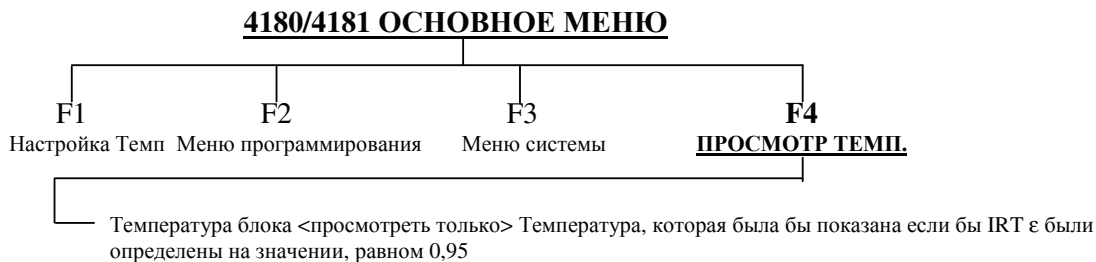 4180/4181 ОСНОВНОЕ МЕНЮ
F1 F2 F3 F4
Настройка Темп Меню программирования Меню системы ПРОСМОТР ТЕМП.
Температура блока <просмотреть только> Температура, которая была бы показана если бы IRT ε были
определены на значении, равном 0,95